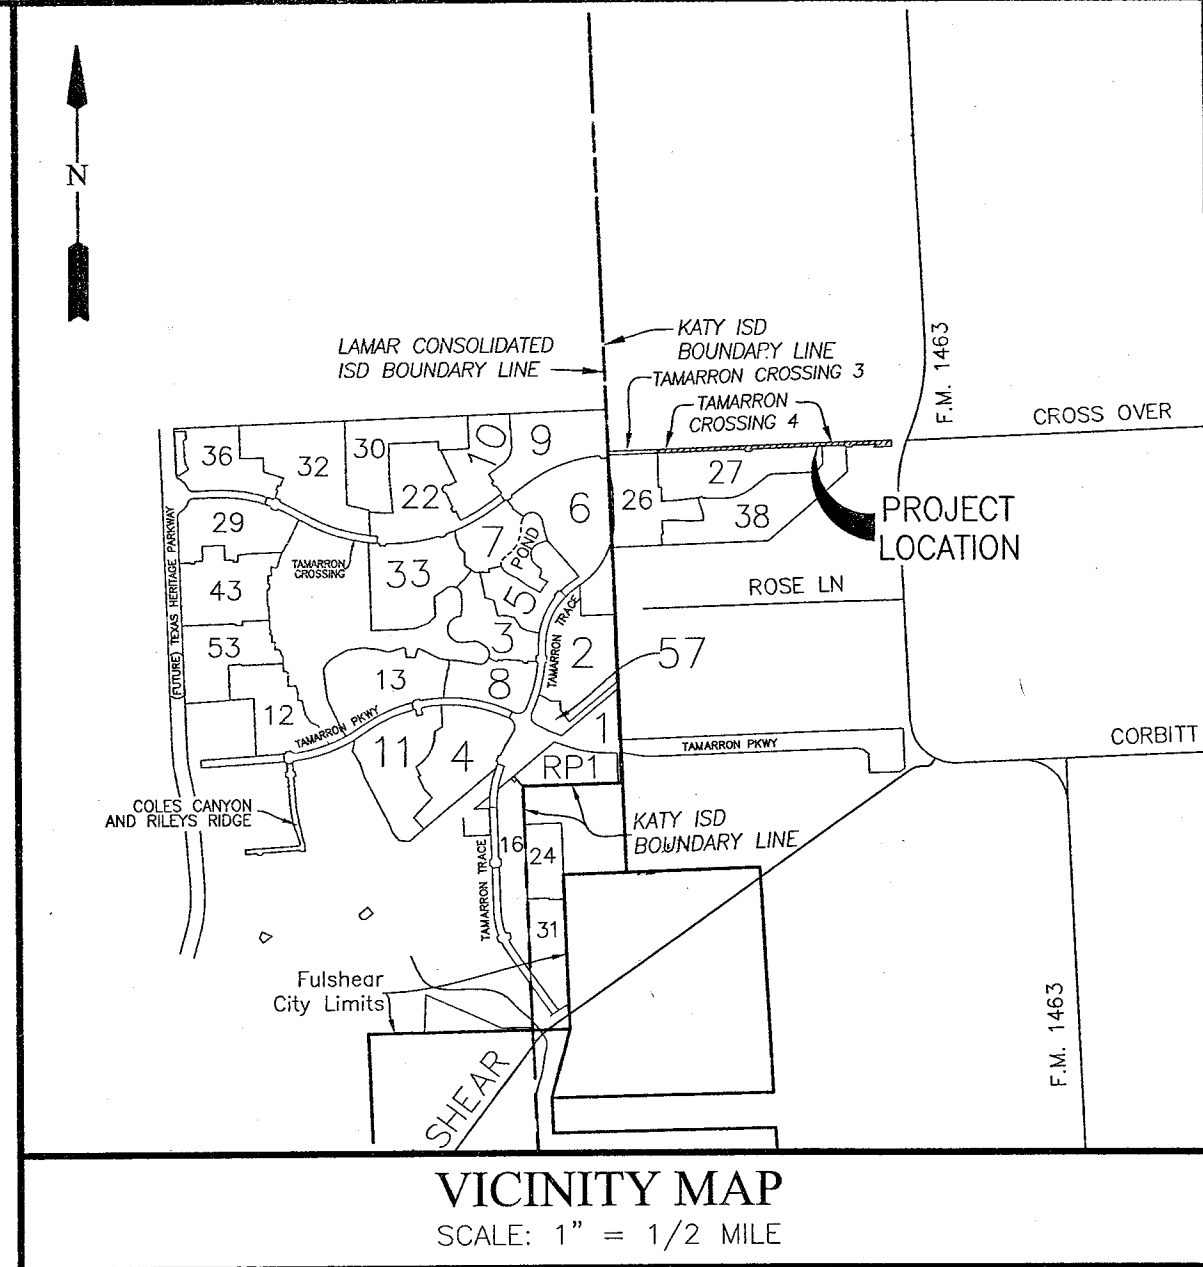 N
LAMAR CONSOLIDATED
ISD BOUNDARY LINE
KATY ISD
BOUNDARY LINE
TAMARRON CROSSING 3
TAMARRON
CROSSING 4
F.M. 1463
CROSS OVER
36
32
30
22
10
9
6
26
27
38
PROJECT
LOCATION
29
TAMARRON
CROSSING
33
7
POND
5
3
43
53
(FUTURE) TEXAS HERITAGE PARKWAY
ROSE LN
TAMARRON TRACE
2
57
13
8
12
TAMARRON PKWY
11
4
1
RP1
TAMARRON PKWY
CORBITT
COLES CANYON
AND RILEYS RIDGE
KATY ISD
BOUNDARY LINE
TAMARRON TRACE
16
24
31
Fulshear
City Limits
SHEAR
F.M. 1463
VICINITY MAP
SCALE: 1" = 1/2 MILE